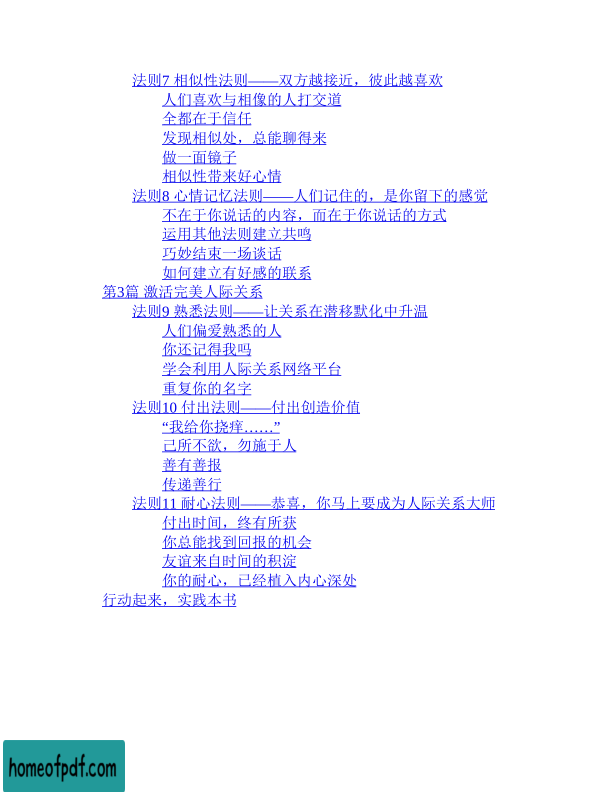 法则7 相似性法则——双方越接近，彼此越喜欢
人们喜欢与相像的人打交道
全都在于信任
发现相似处，总能聊得来
做一面镜子
相似性带来好心情
法则8 心情记忆法则——人们记住的，是你留下的感觉
不在于你说话的内容，而在于你说话的方式
运用其他法则建立共鸣
巧妙结束一场谈话
如何建立有好感的联系
第3篇 激活完美人际关系
法则9 熟悉法则——让关系在潜移默化中升温
人们偏爱熟悉的人
你还记得我吗
学会利用人际关系网络平台
重复你的名字
法则10 付出法则——付出创造价值
“我给你挠痒……”
己所不欲，勿施于人
善有善报
传递善行
法则11 耐心法则——恭喜，你马上要成为人际关系大师
付出时间，终有所获
你总能找到回报的机会
友谊来自时间的积淀
你的耐心，已经植入内心深处
行动起来，实践本书
homeofpdf.com